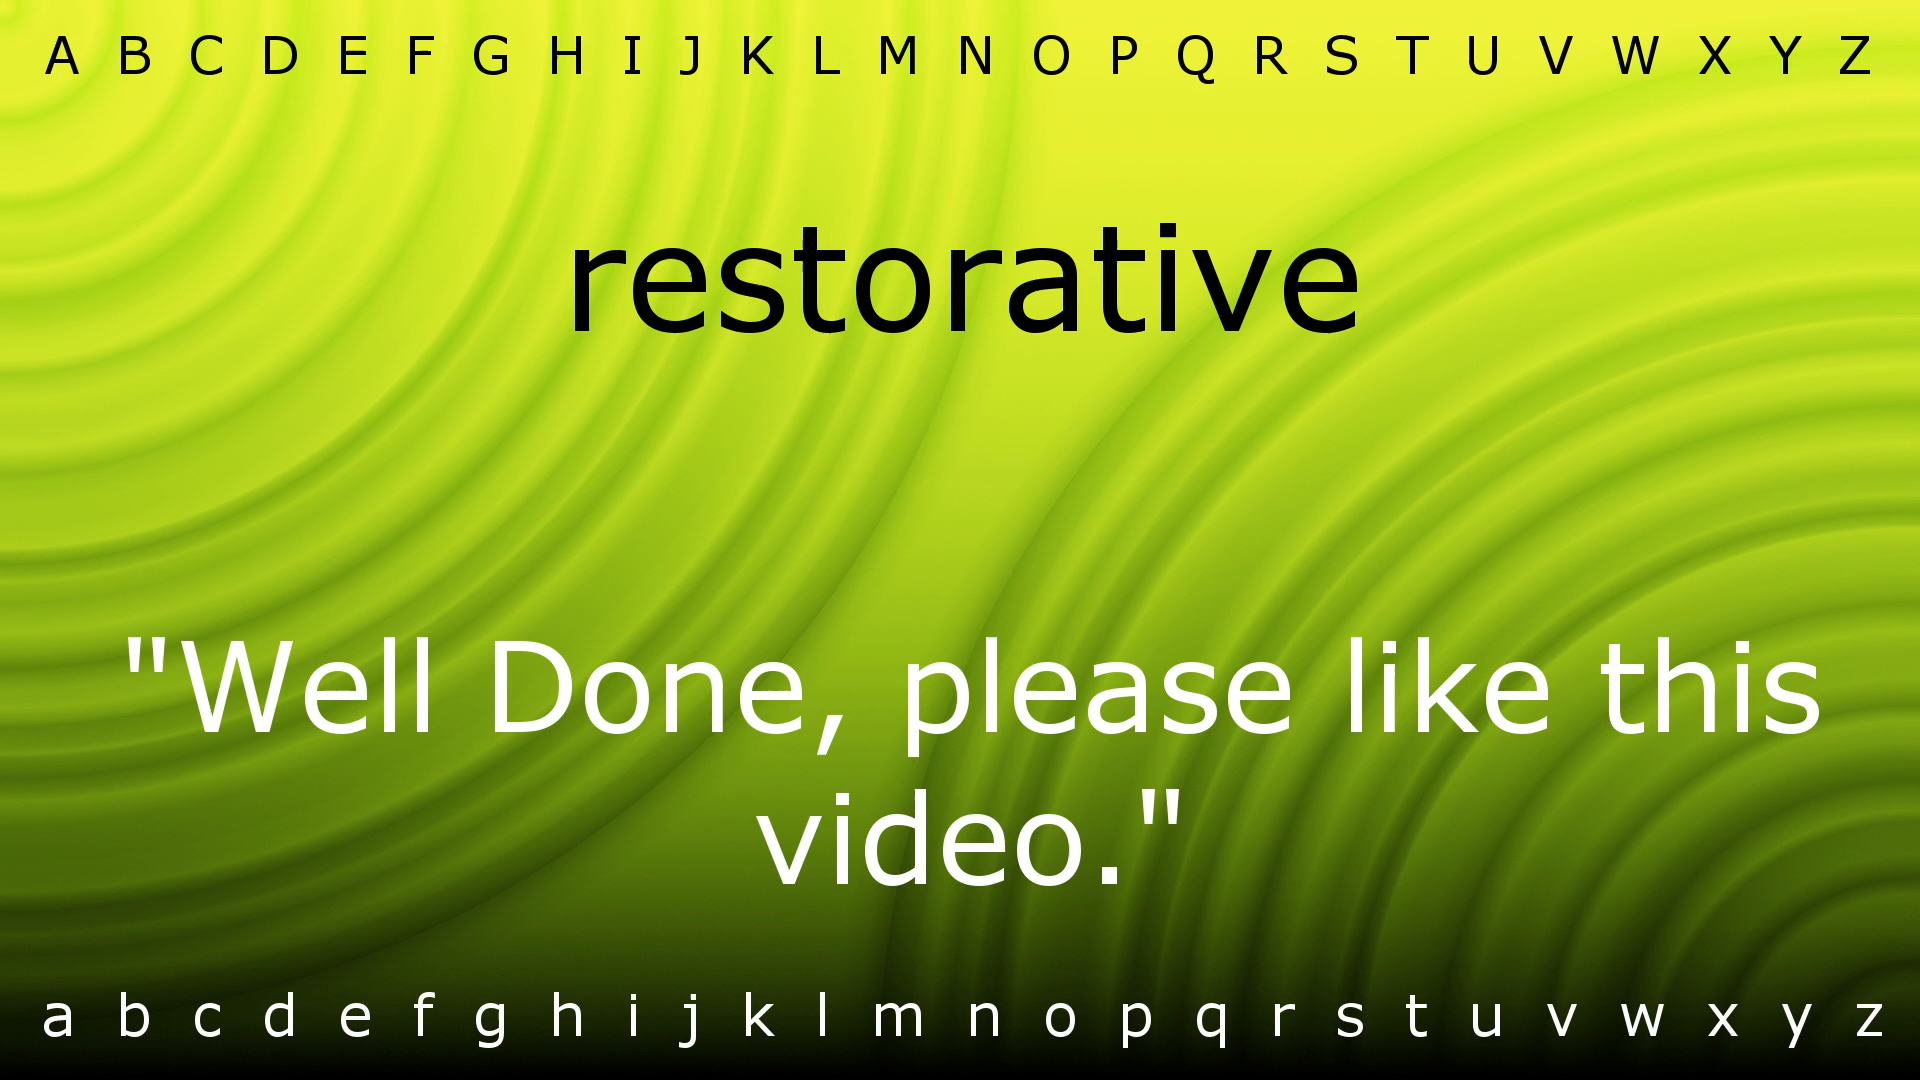 A B C D E F G H I J K L M N O P Q R S T U V W X Y Z
restorative
"Well Done, please like this
video."
a b c d e f g h i j k l m n o p q r s t u v w x y z